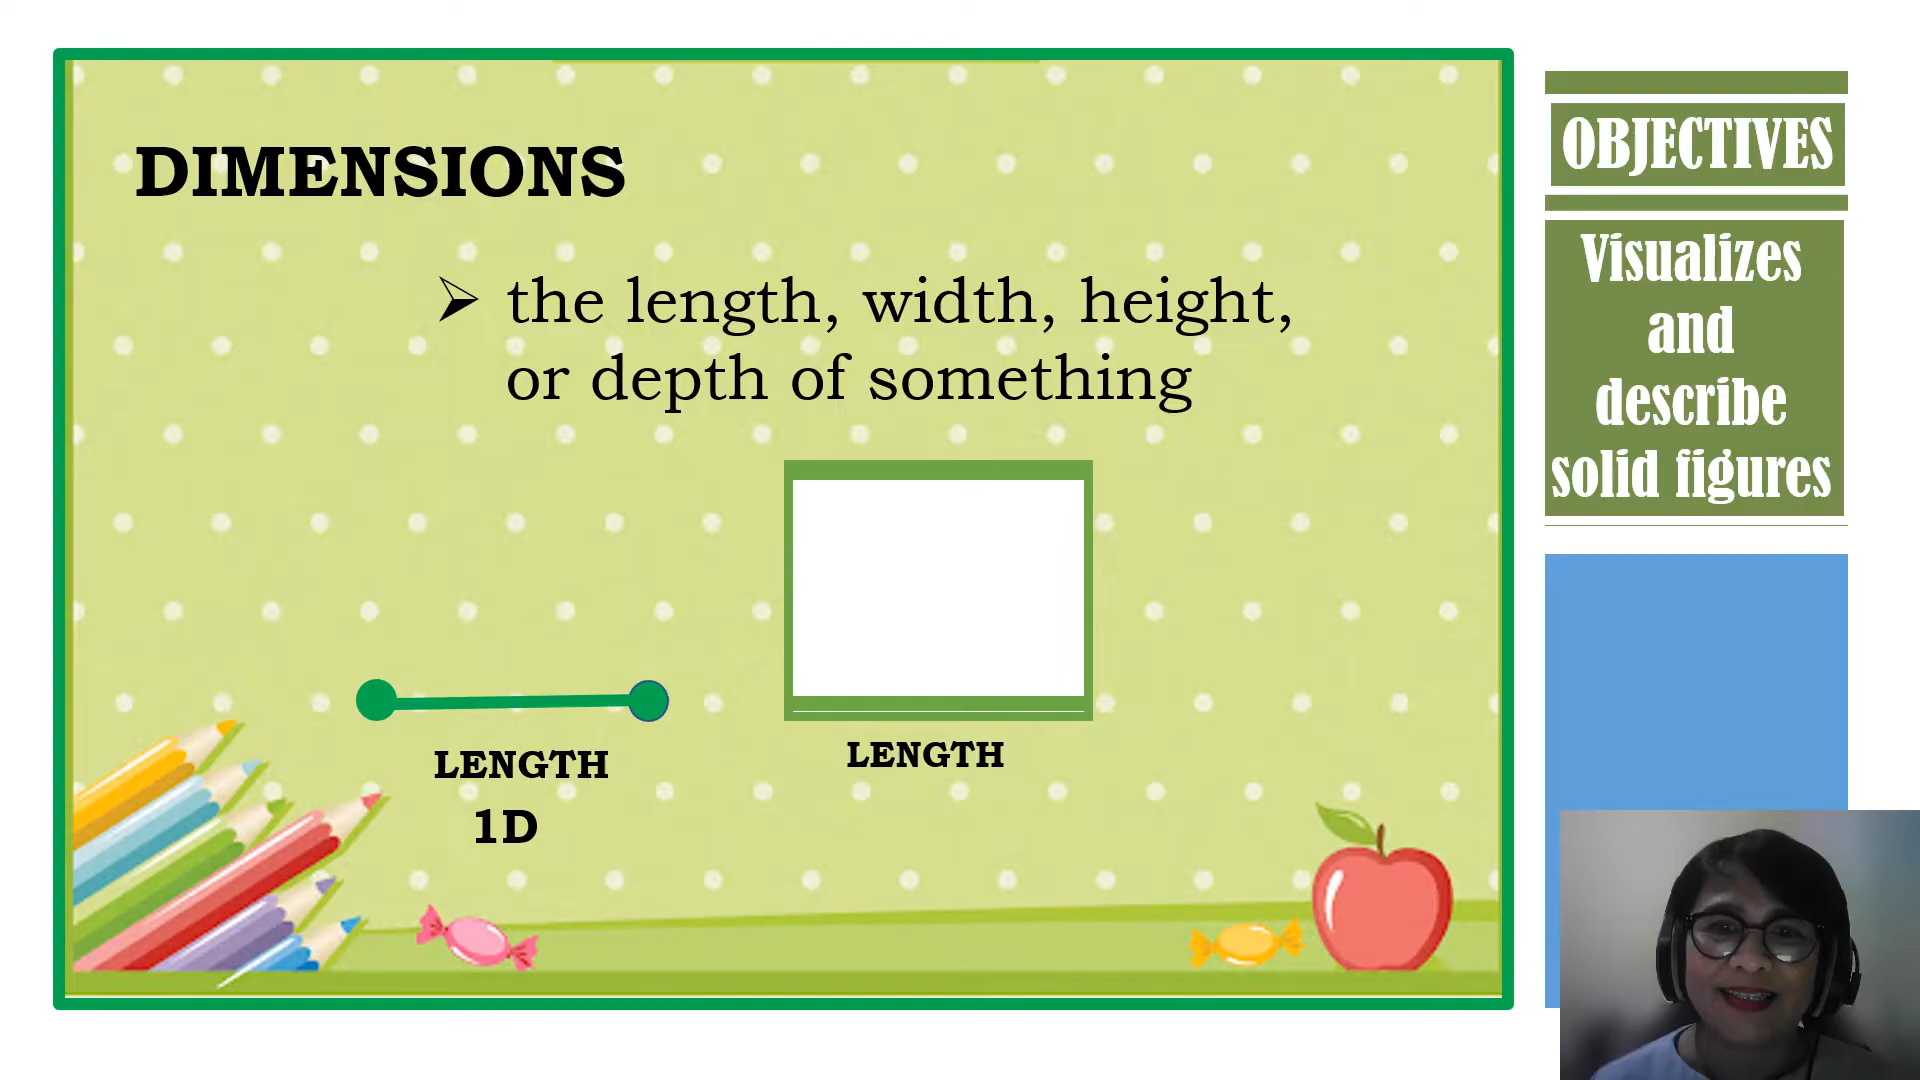 DIMENSIONS
➢ the length, width, height,
or depth of something
LENGTH
1D
LENGTH
OBJECTIVES
Visualizes
and
describe
solid figures